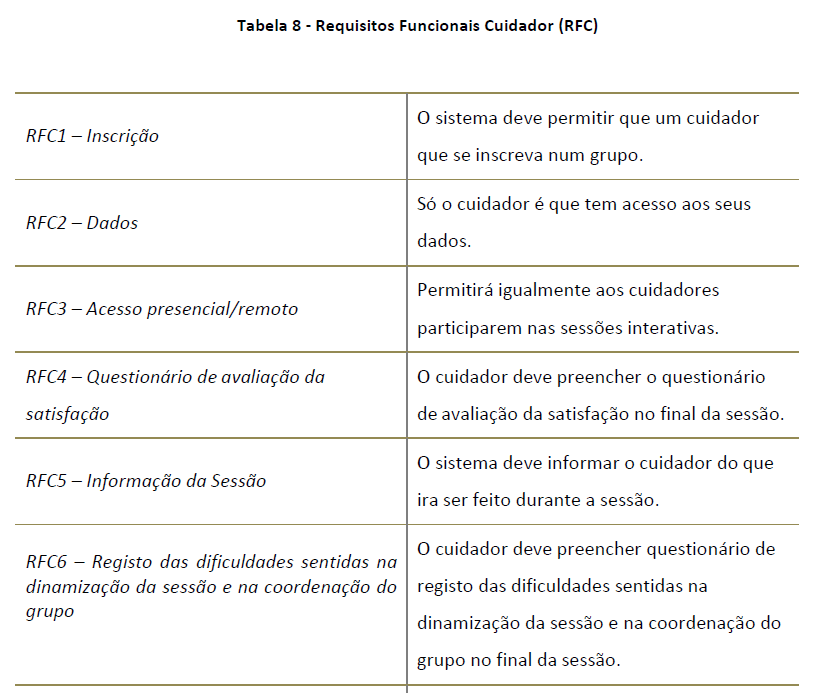 Tabela 8 - Requisitos Funcionais Cuidador (RFC)
RFC1 – Inscrição
O sistema deve permitir que um cuidador
que se inscreva num grupo.
RFC2 – Dados
Só o cuidador é que tem acesso aos seus
dados.
RFC3 – Acesso presencial/remoto
Permitirá igualmente aos cuidadores
participarem nas sessões interativas.
RFC4 – Questionário de avaliação da
satisfação
O cuidador deve preencher o questionário
de avaliação da satisfação no final da sessão.
RFC5 – Informação da Sessão
O sistema deve informar o cuidador do que
ira ser feito durante a sessão.
RFC6 – Registo das dificuldades sentidas na
dinamização da sessão e na coordenação do
grupo
O cuidador deve preencher questionário de
registo das dificuldades sentidas na
dinamização da sessão e na coordenação do
grupo no final da sessão.